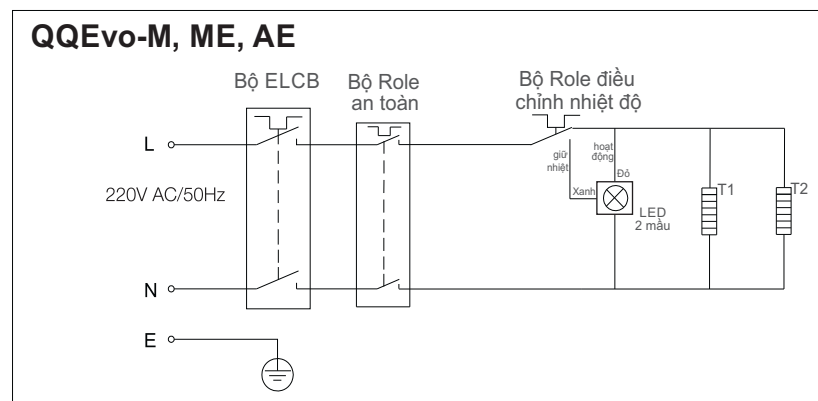 QQEvo-M, ME, AE
Bộ ELCB
Bộ Role
an toàn
Bộ Role điều
chỉnh nhiệt độ
L
giữ
nhiệt
hoạt
động
Đỏ
Xanh
LED
2 mầu
T1
T2
220V AC/50Hz
N
E